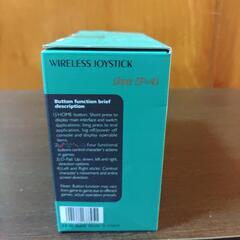 WIRELESS JOYSTICK
Button function brief
description
1) HOME button: Short press to
display main interface and switch
applications; long press to end
application, log off/power off
console and display operable
items.
Four functional
buttons control character's actions
in games.
3) D-Pad: Up, down, left and right,
direction options.
4) Left and Right sticks: Control
character's movement and entire
screen direction.
Note: Button function may vary
from game to game due to different
games, actual operation prevails.